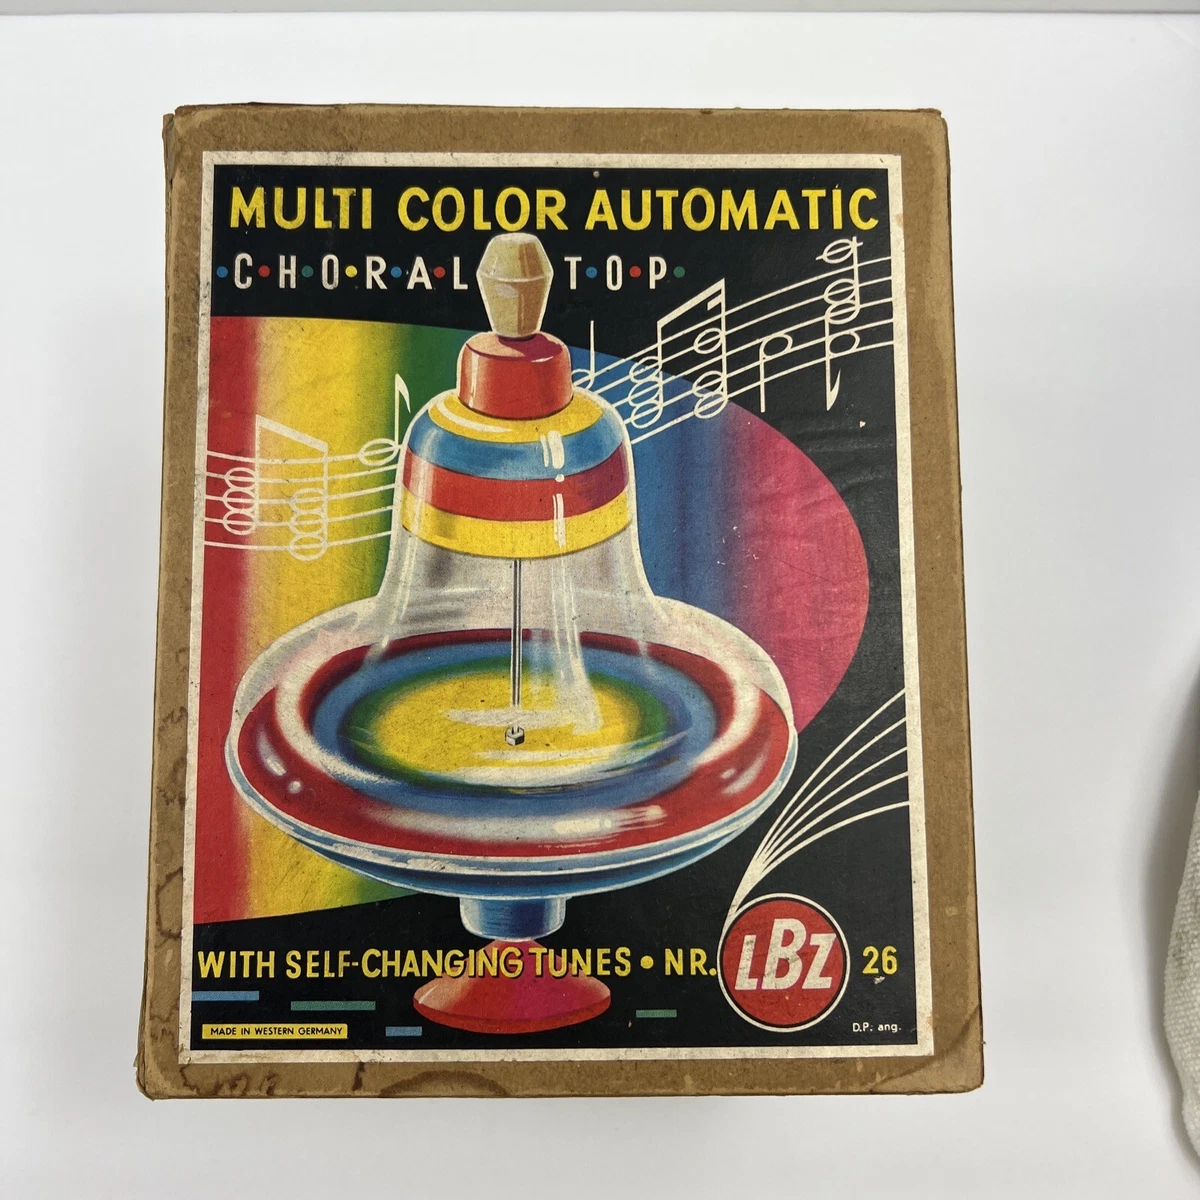 MULTI COLOR AUTOMATIC
C•H•O•R•A•L T•O•P•
WITH SELF-CHANGING TUNES • NR. LBZ 26
MADE IN WESTERN GERMANY
D.P. ang.